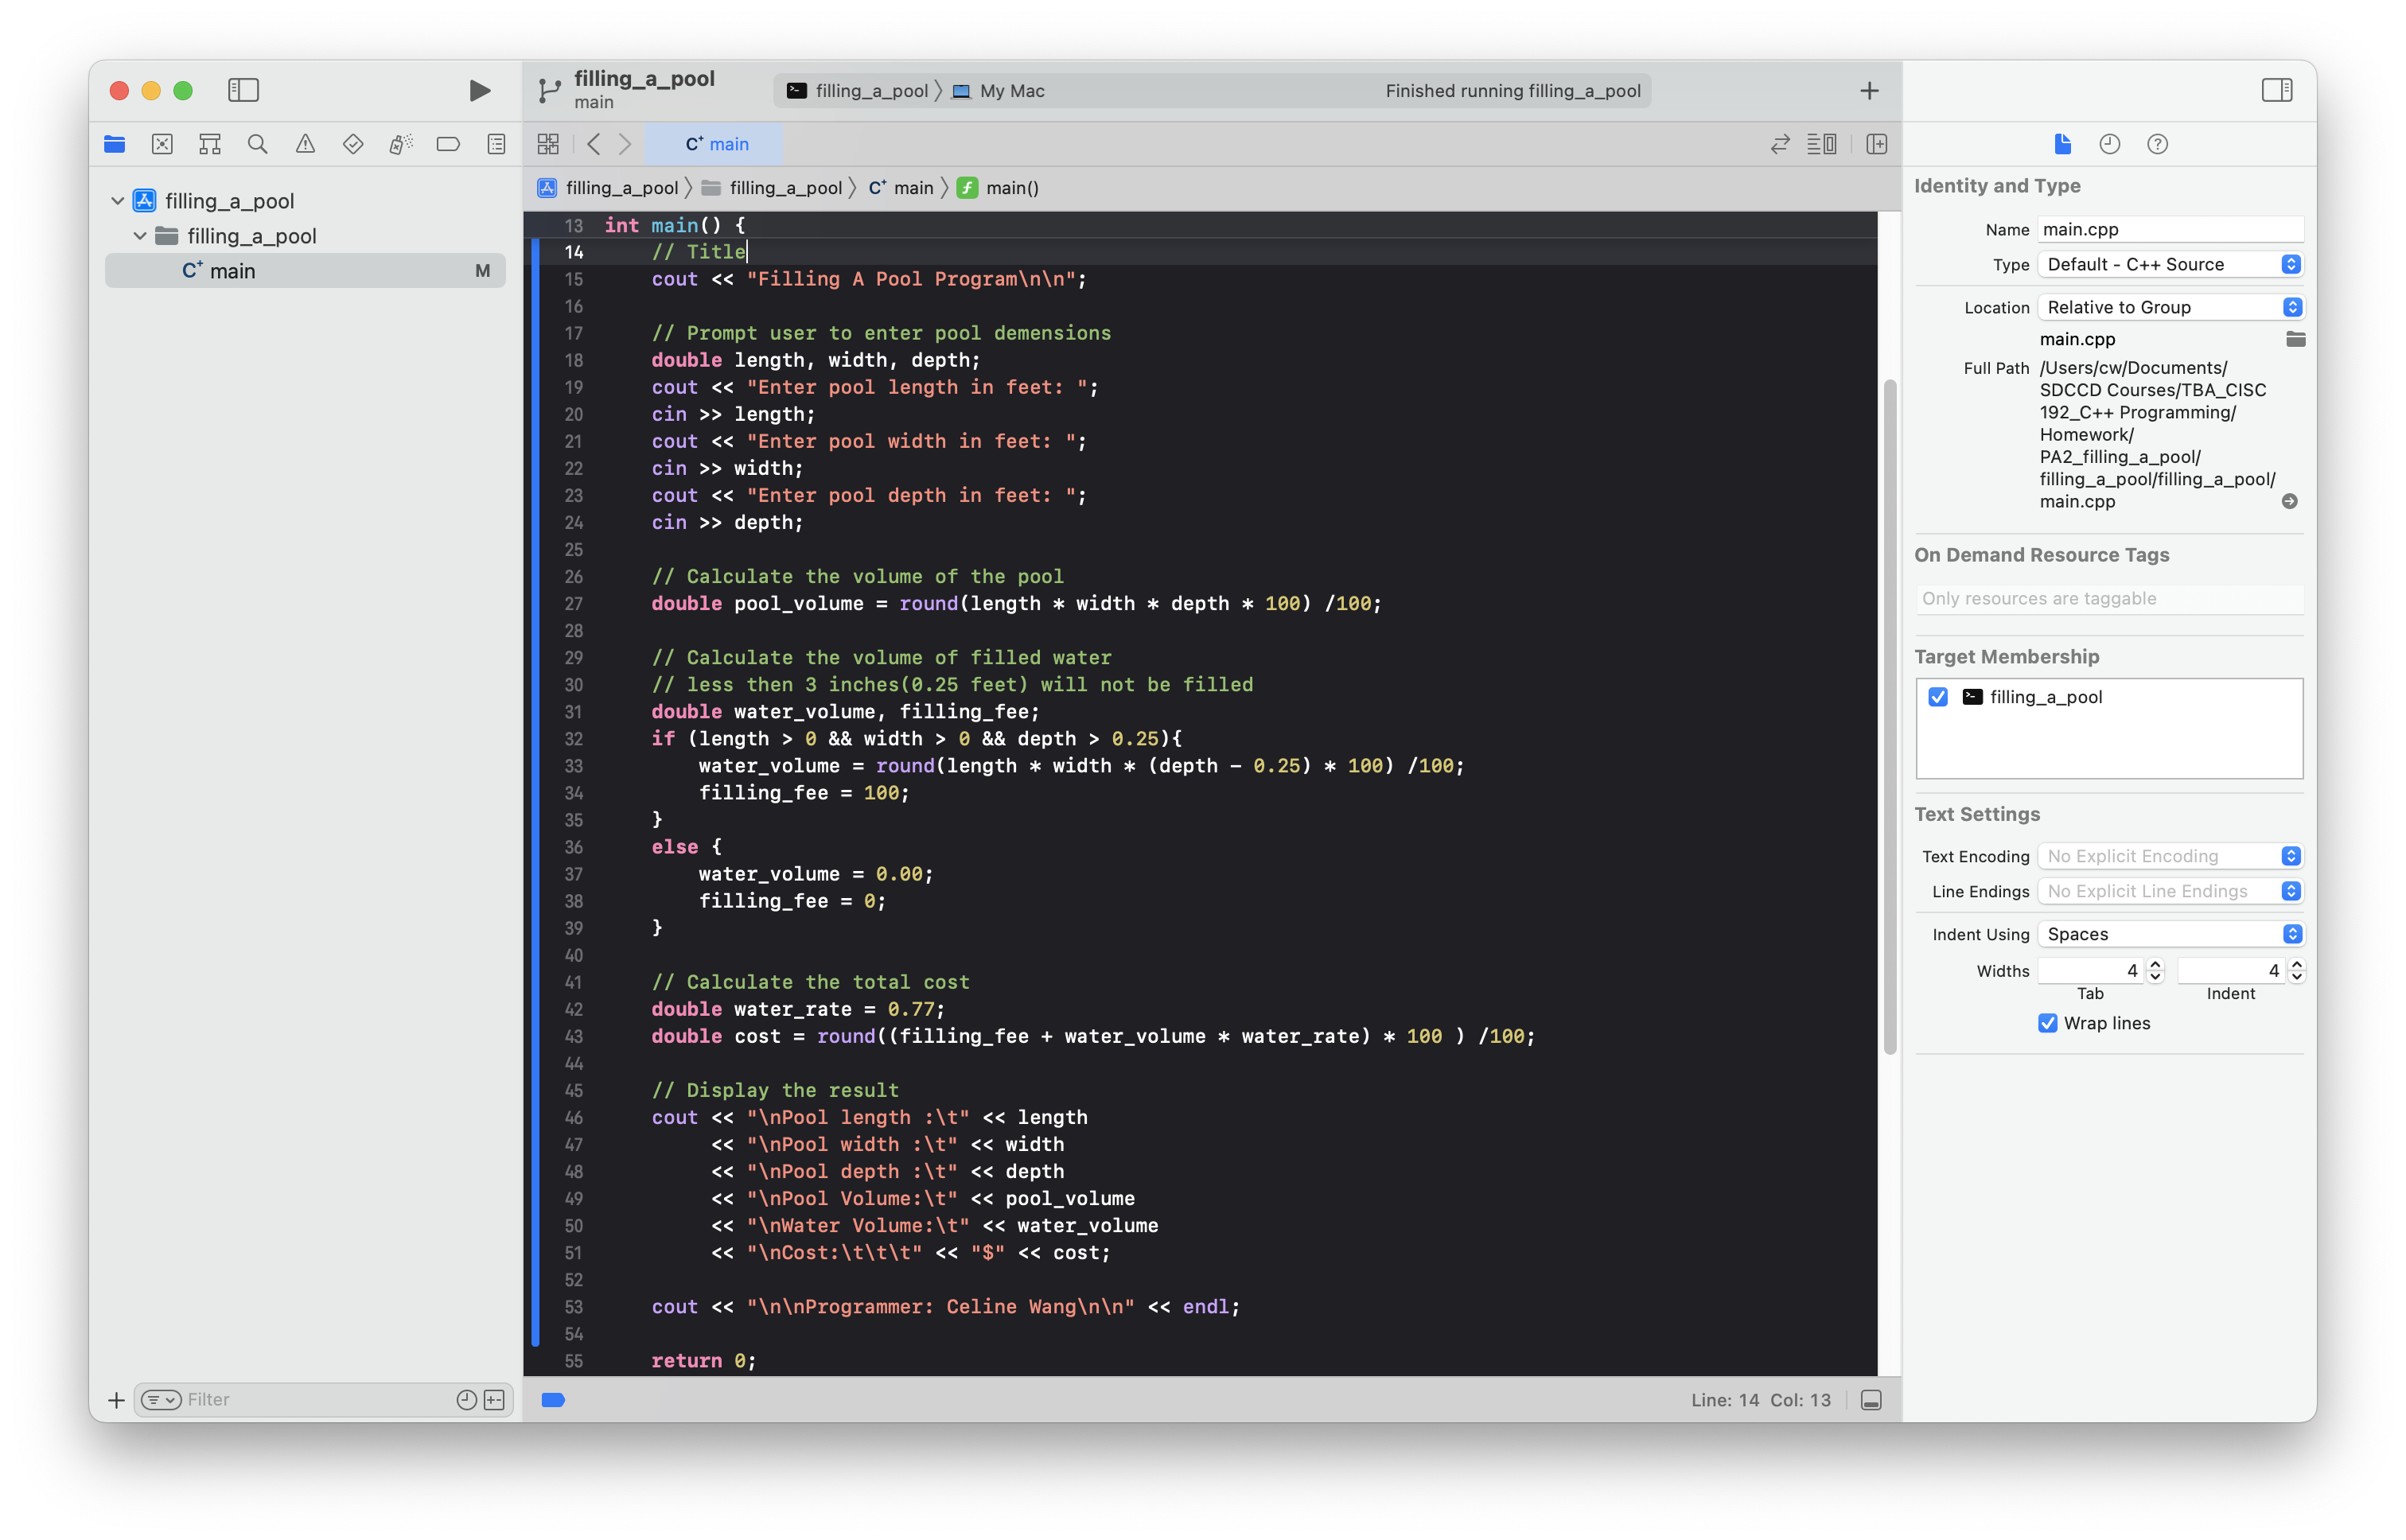 filling_a_pool
main
filling_a_pool
My Mac
Finished running filling_a_pool
C+ main
filling_a_pool
filling_a_pool
main
M
filling_a_pool
filling_a_pool
C+ main
f main()
13 int main() {
14     // Title
15     cout << "Filling A Pool Program\n\n";
16
17     // Prompt user to enter pool demensions
18     double length, width, depth;
19     cout << "Enter pool length in feet: ";
20     cin >> length;
21     cout << "Enter pool width in feet: ";
22     cin >> width;
23     cout << "Enter pool depth in feet: ";
24     cin >> depth;
25
26     // Calculate the volume of the pool
27     double pool_volume = round(length * width * depth * 100) /100;
28
29     // Calculate the volume of filled water
30     // less then 3 inches(0.25 feet) will not be filled
31     double water_volume, filling_fee;
32     if (length > 0 && width > 0 && depth > 0.25){
33         water_volume = round(length * width * (depth - 0.25) * 100) /100;
34         filling_fee = 100;
35     }
36     else {
37         water_volume = 0.00;
38         filling_fee = 0;
39     }
40
41     // Calculate the total cost
42     double water_rate = 0.77;
43     double cost = round((filling_fee + water_volume * water_rate) * 100 ) /100;
44
45     // Display the result
46     cout << "\nPool length :\t" << length
47          << "\nPool width :\t" << width
48          << "\nPool depth :\t" << depth
49          << "\nPool Volume:\t" << pool_volume
50          << "\nWater Volume:\t" << water_volume
51          << "\nCost:\t\t\t" << "$" << cost;
52
53     cout << "\n\nProgrammer: Celine Wang\n\n" << endl;
54
55     return 0;
Filter
Line: 14 Col: 13
Identity and Type
Name main.cpp
Type Default - C++ Source
Location Relative to Group
main.cpp
Full Path /Users/cw/Documents/
SDCCD Courses/TBA_CISC
192_C++ Programming/
Homework/
PA2_filling_a_pool/
filling_a_pool/filling_a_pool/
main.cpp
On Demand Resource Tags
Only resources are taggable
Target Membership
filling_a_pool
Text Settings
Text Encoding No Explicit Encoding
Line Endings No Explicit Line Endings
Indent Using Spaces
Widths 4 4
Tab Indent
Wrap lines